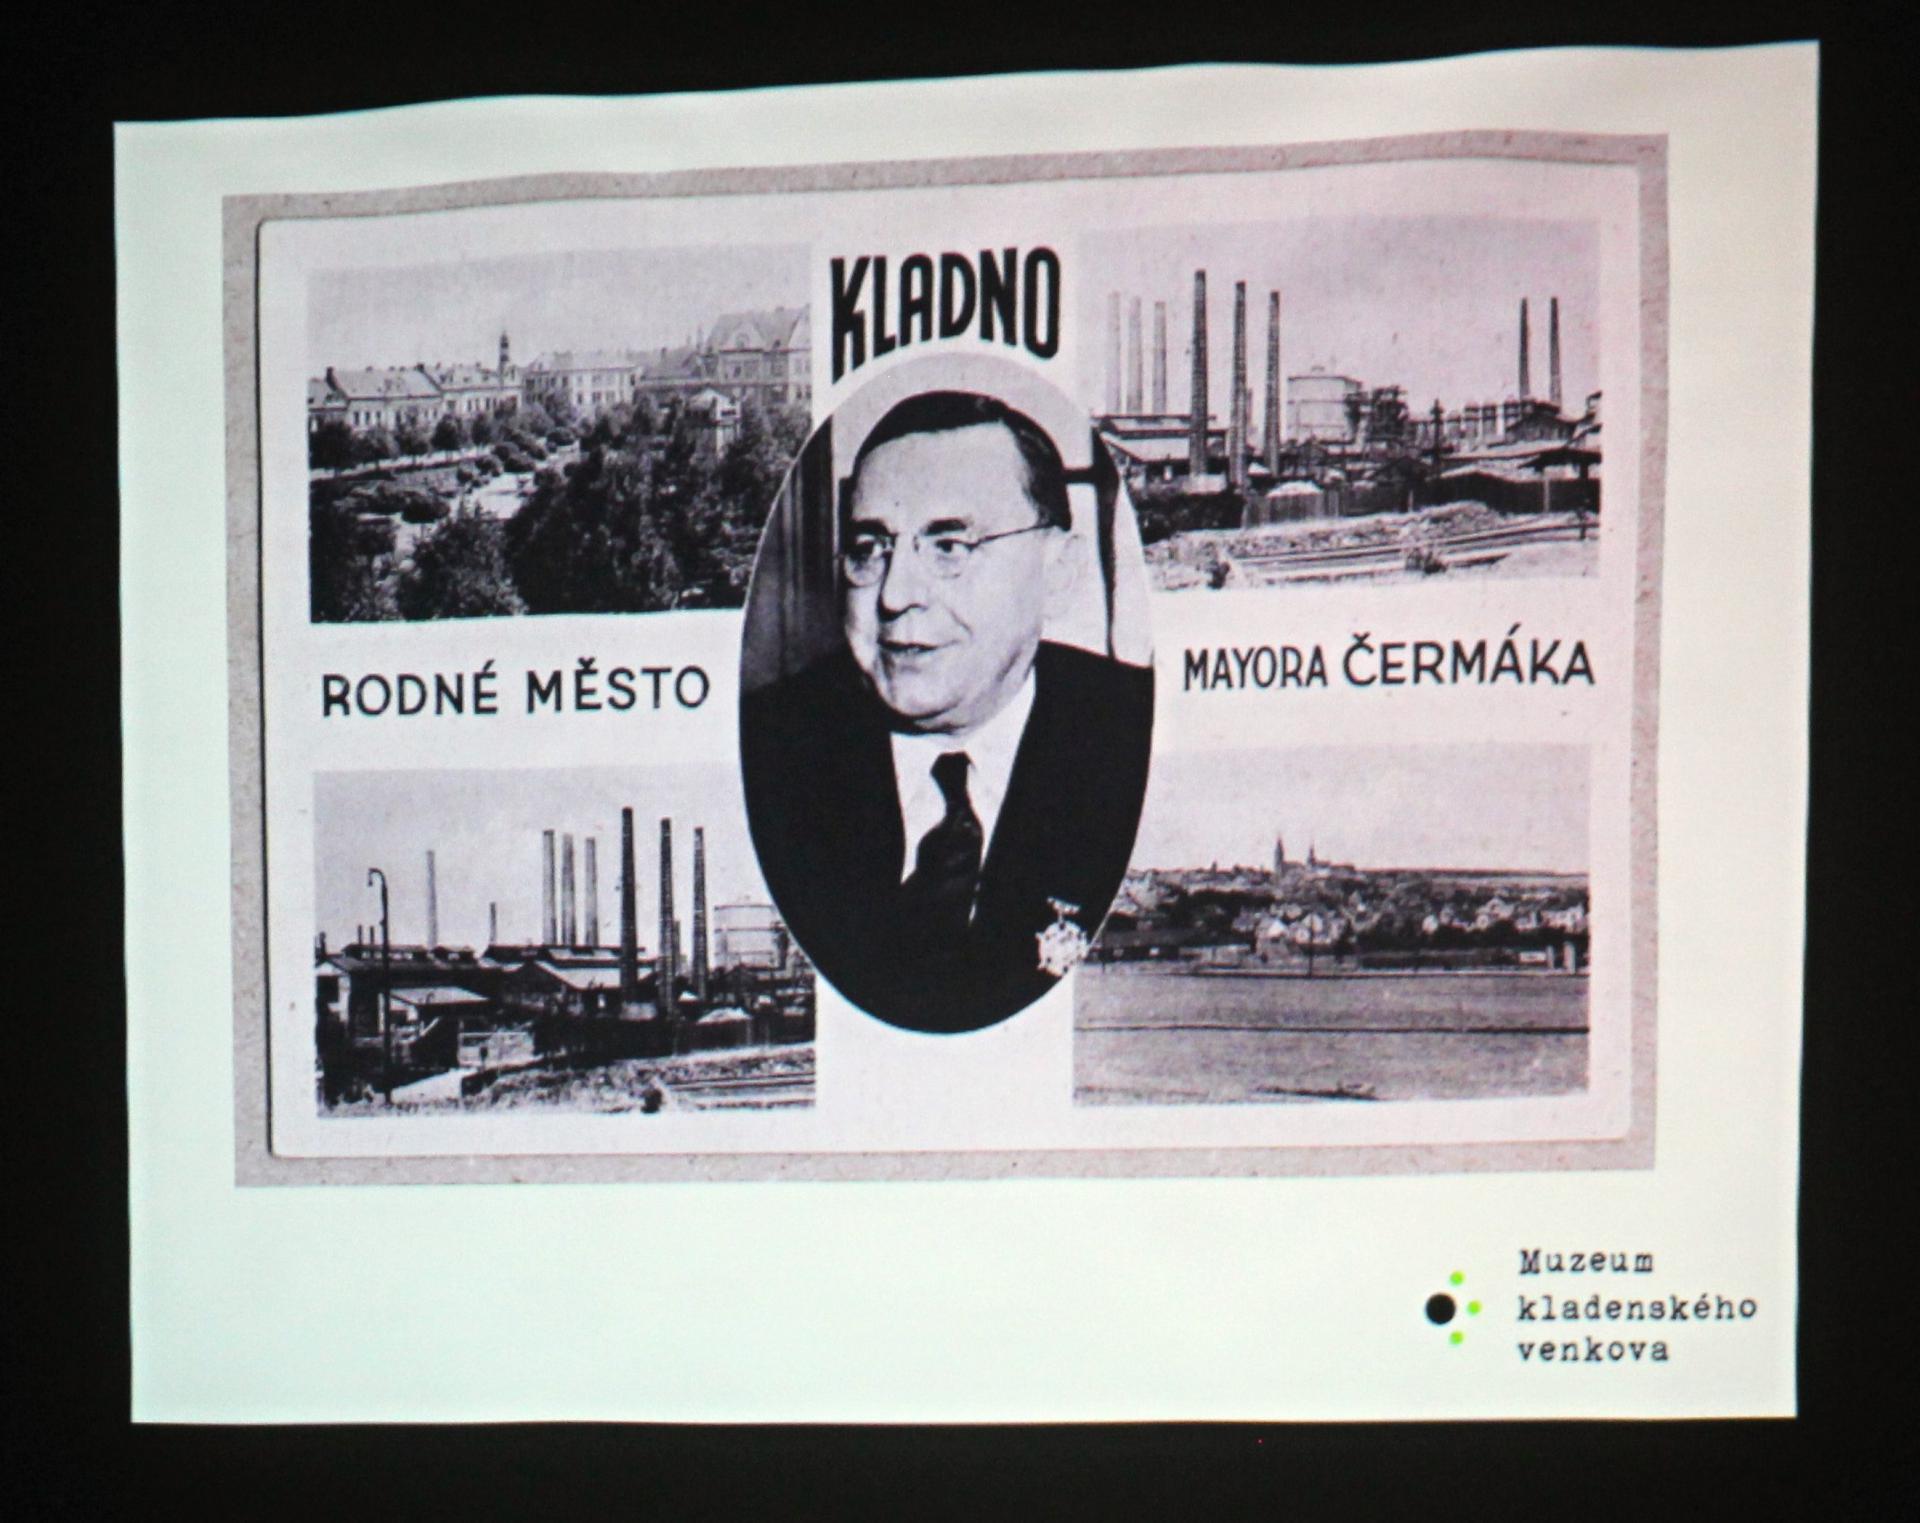 KLADNO
RODNÉ MĚSTO
MAYORA ČERMÁKA
Muzeum
kladenského
venkova